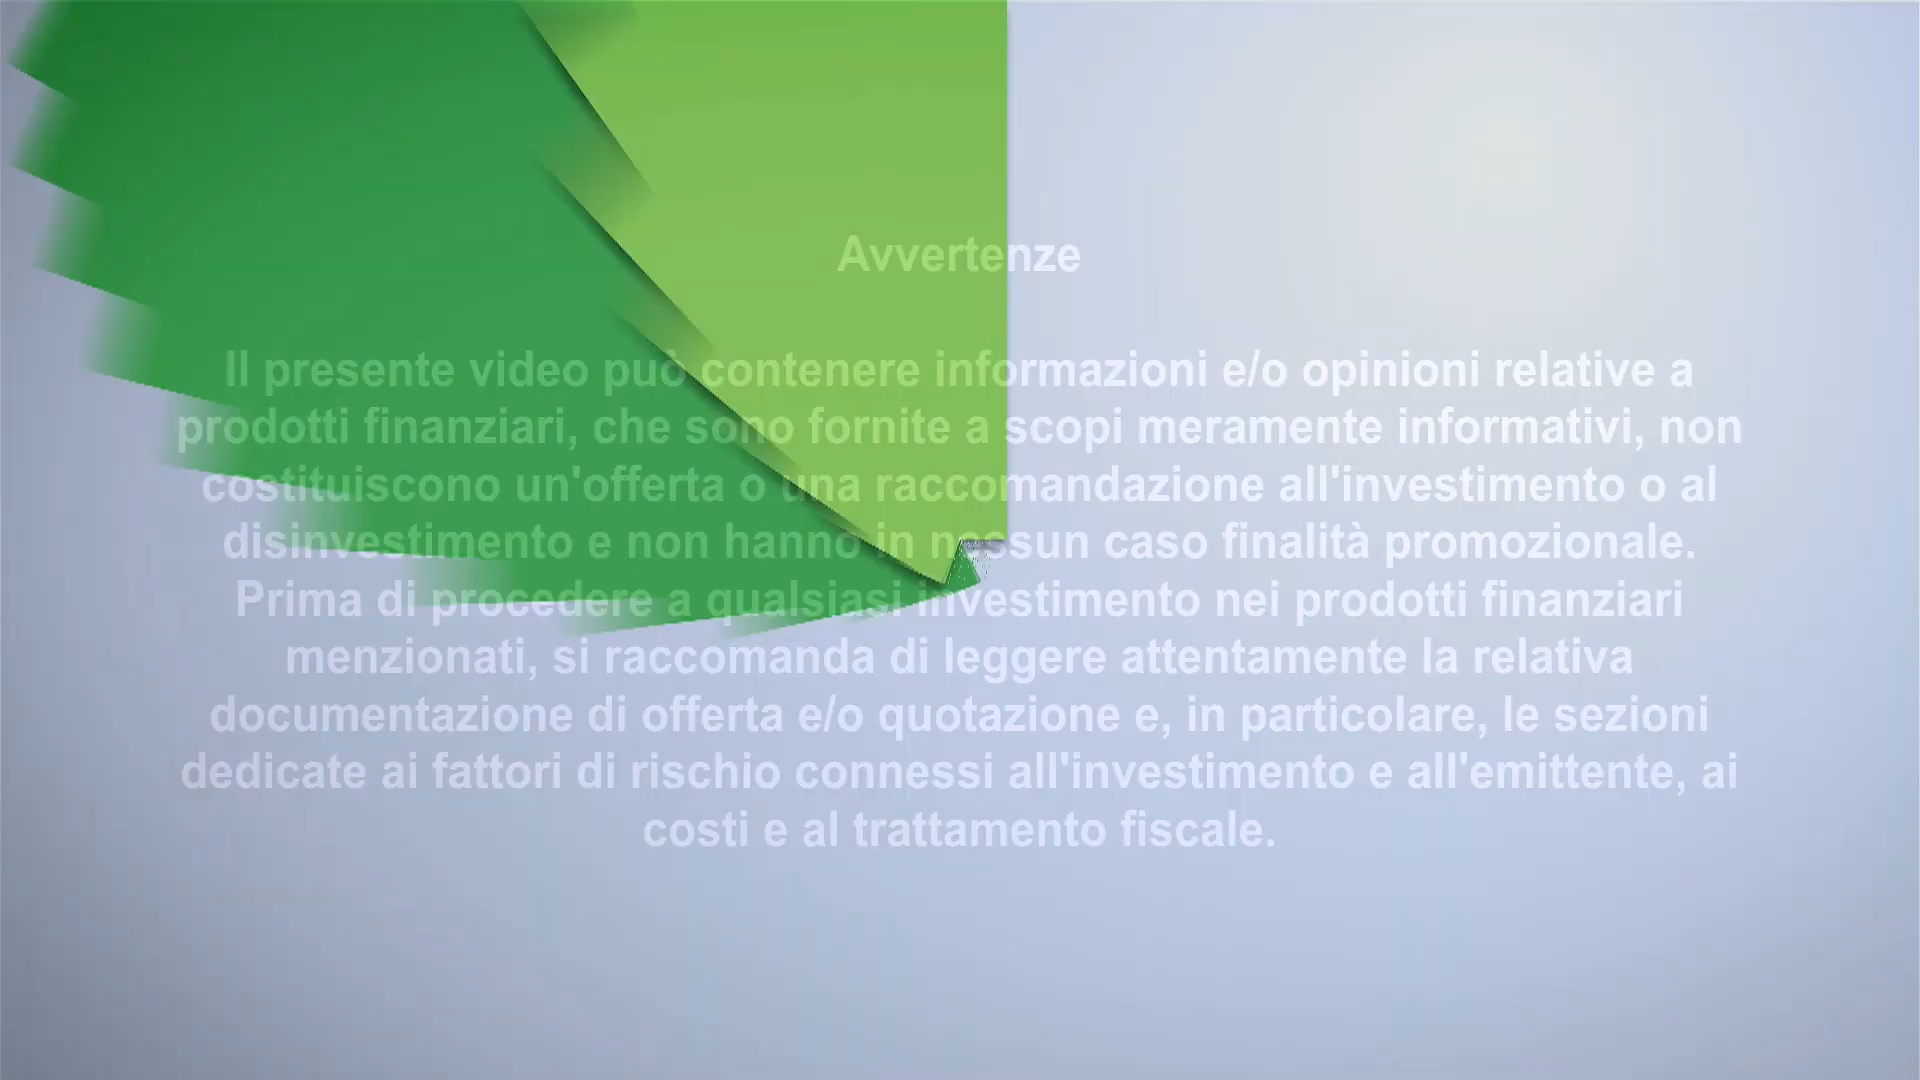 Avvertenze
Il presente video può contenere informazioni e/o opinioni relative a
prodotti finanziari, che sono fornite a scopi meramente informativi, non
costituiscono un'offerta o una raccomandazione all'investimento o al
disinvestimento e non hanno in nessun caso finalità promozionale.
Prima di procedere a qualsiasi investimento nei prodotti finanziari
menzionati, si raccomanda di leggere attentamente la relativa
documentazione di offerta e/o quotazione e, in particolare, le sezioni
dedicate ai fattori di rischio connessi all'investimento e all'emittente, ai
costi e al trattamento fiscale.